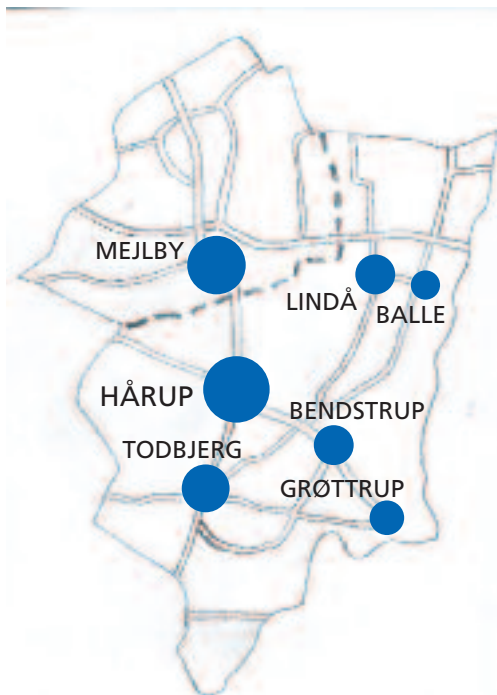 MEJLBY
LINDÅ
BALLE
HÅRUP
BENDSTRUP
TODBJERG
GRØTTRUP